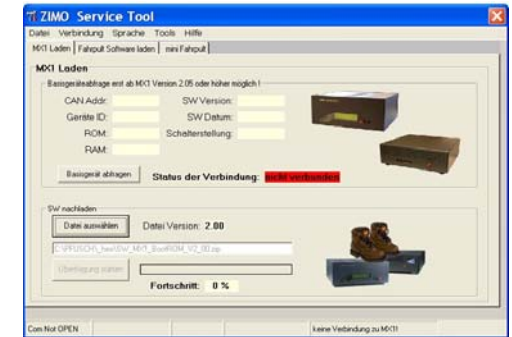 ZIMO Service Tool
Datei Verbindung Sprache Tools Hilfe
MX1 Laden Fahrpult Software laden mini Fahrpult
MX1 Laden
Basisgeräteabfrage erst ab MX1 Version 2.05 oder höher möglich !
CAN Addr: SW Version:
Geräte ID: SW Datum:
ROM: Schalterstellung:
RAM:
Basisgerät abfragen Status der Verbindung: nicht verbunden
SW nachladen
Datei auswählen Datei Version: 2.00
Übertragung starten
Fortschritt: 0 %
Com Not OPEN keine Verbindung zu MX1!